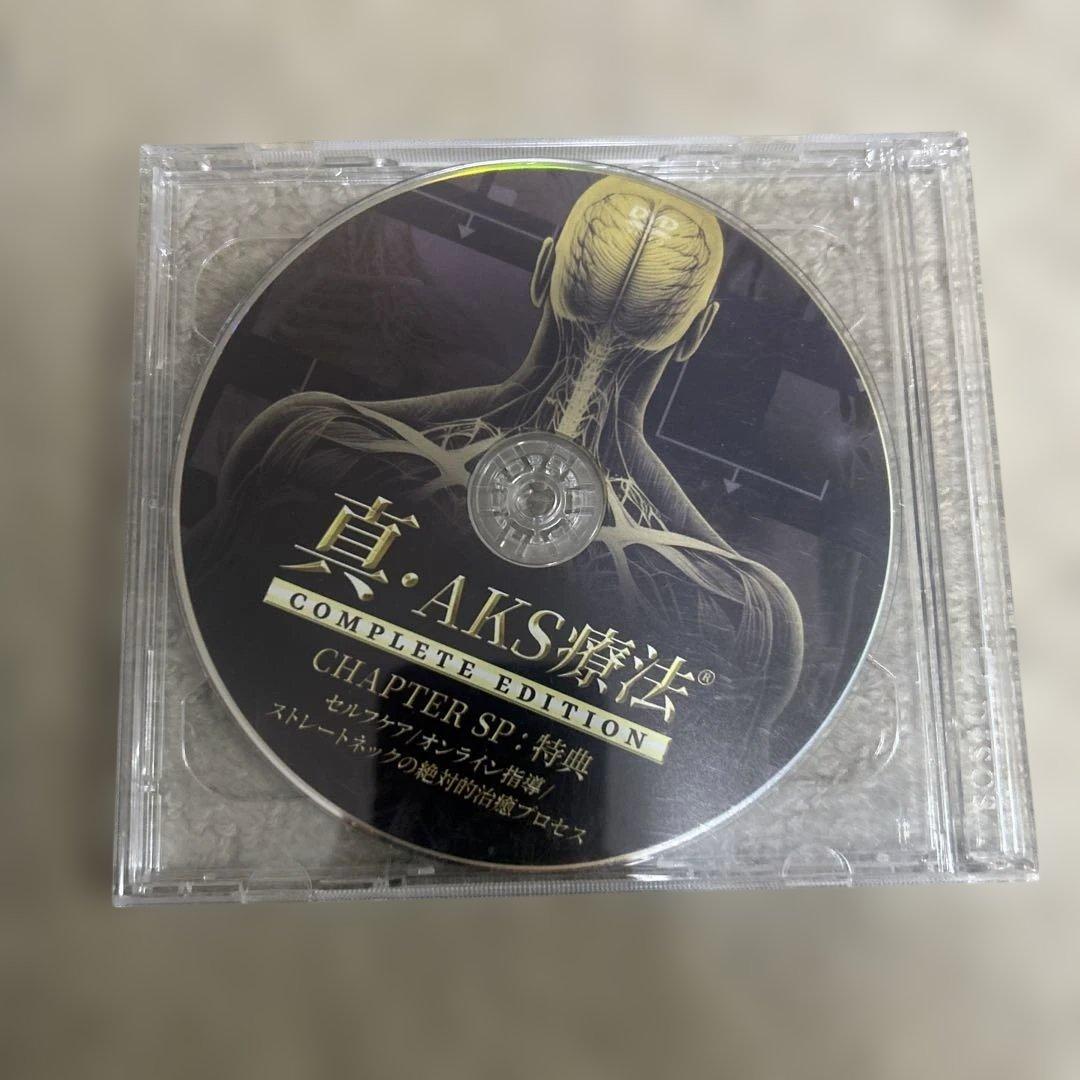 DVD
真・AKS療法®
COMPLETE EDITION
CHAPTER SP：特典
セルフケア/オンライン指導/
ストレートネックの絶対的治癒プロセス